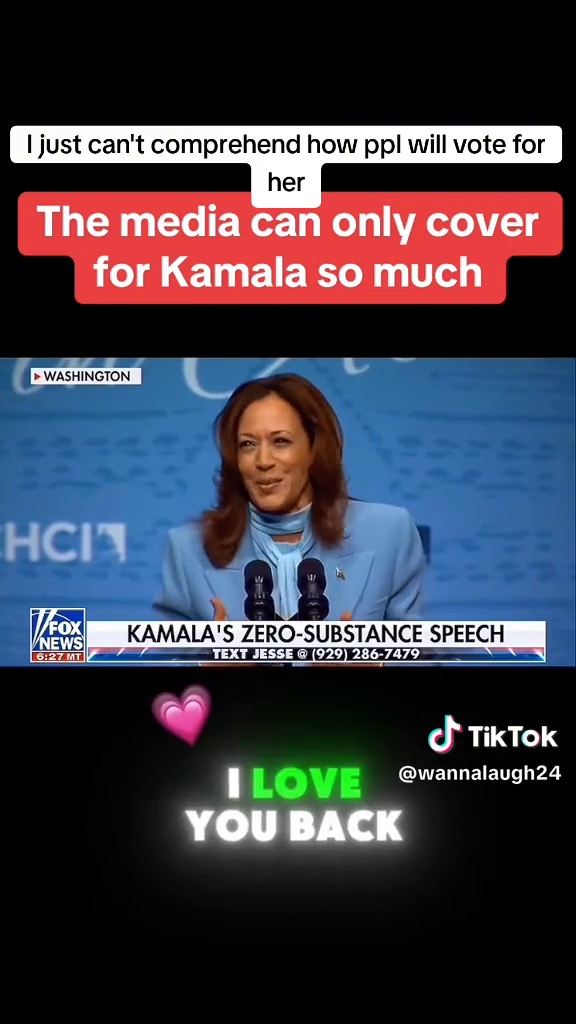 I just can't comprehend how ppl will vote for
her
The media can only cover
for Kamala so much
WASHINGTON
CHCI
FOX
NEWS
6:27 MT
KAMALA'S ZERO-SUBSTANCE SPEECH
TEXT JESSE @ (929) 286-7479
TikTok
@wannalaugh24
I LOVE
YOU BACK